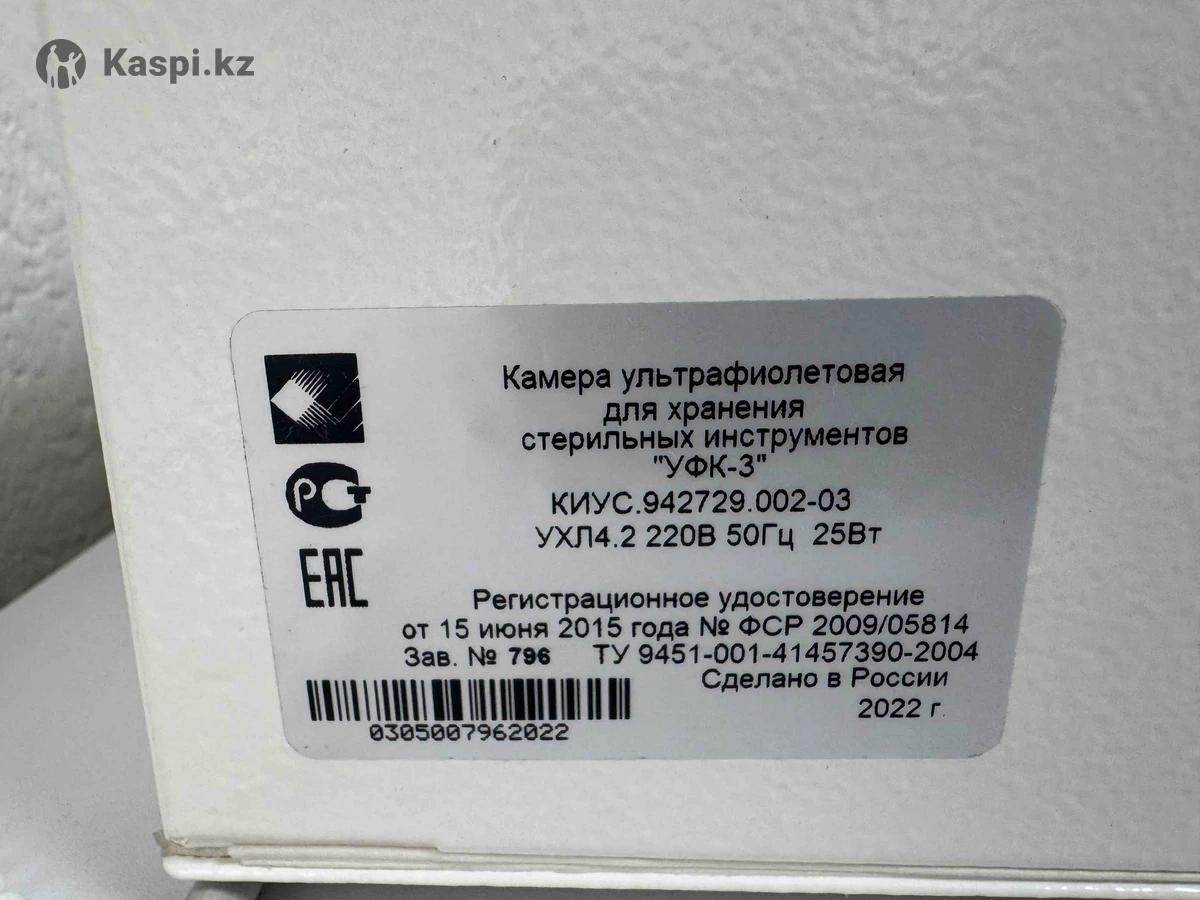 Kaspi.kz
Камера ультрафиолетовая
для хранения
стерильных инструментов
"УФК-3"
КИУС.942729.002-03
УХЛ4.2 220В 50Гц 25Вт
РСТ
ЕАС
Регистрационное удостоверение
от 15 июня 2015 года № ФСР 2009/05814
Зав. № 796 ТУ 9451-001-41457390-2004
Сделано в России
2022 г.
0305007962022